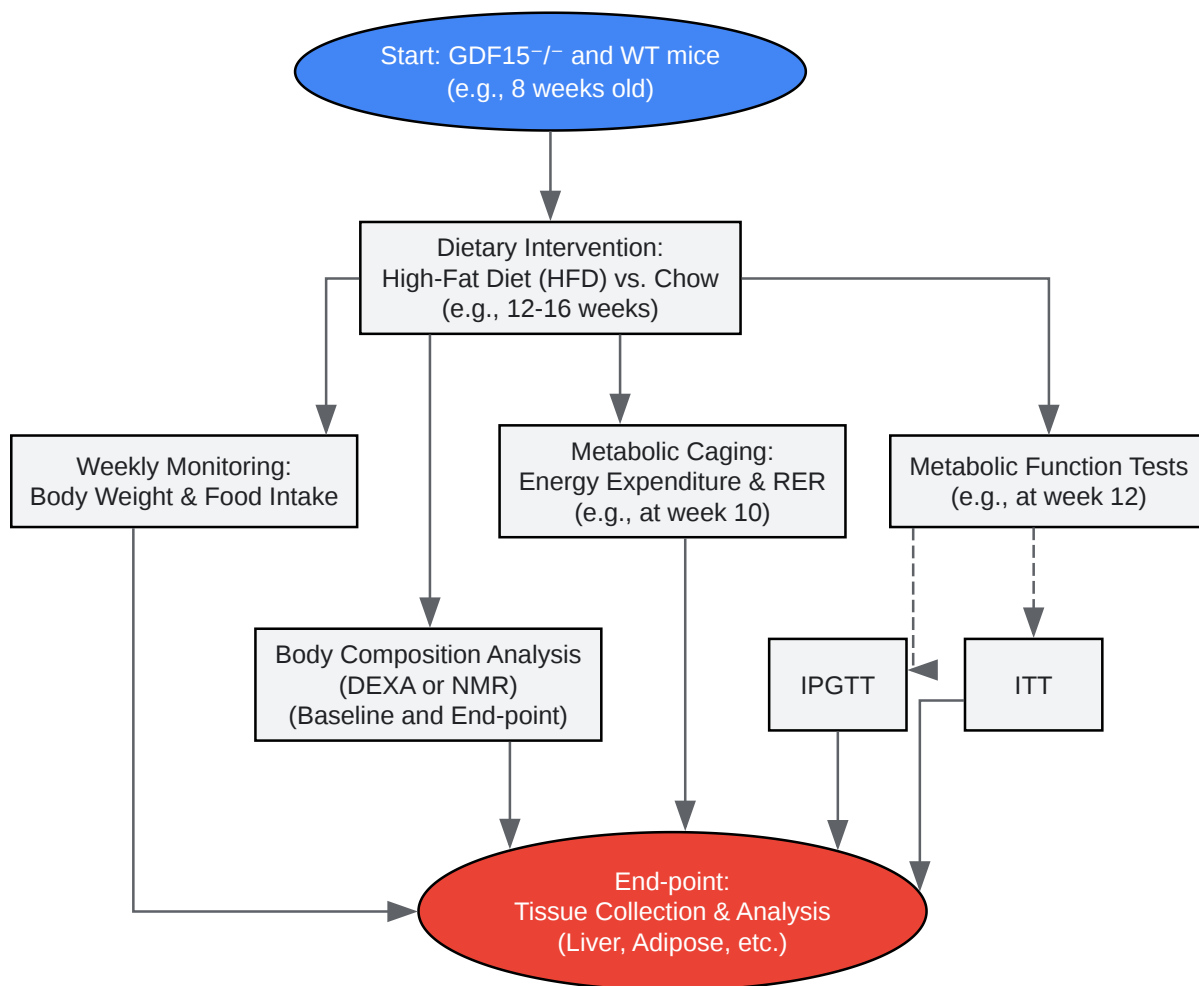 Start: GDF15⁻/⁻ and WT mice
(e.g., 8 weeks old)
Dietary Intervention:
High-Fat Diet (HFD) vs. Chow
(e.g., 12-16 weeks)
Weekly Monitoring:
Body Weight & Food Intake
Metabolic Caging:
Energy Expenditure & RER
(e.g., at week 10)
Metabolic Function Tests
(e.g., at week 12)
Body Composition Analysis
(DEXA or NMR)
(Baseline and End-point)
IPGTT
ITT
End-point:
Tissue Collection & Analysis
(Liver, Adipose, etc.)